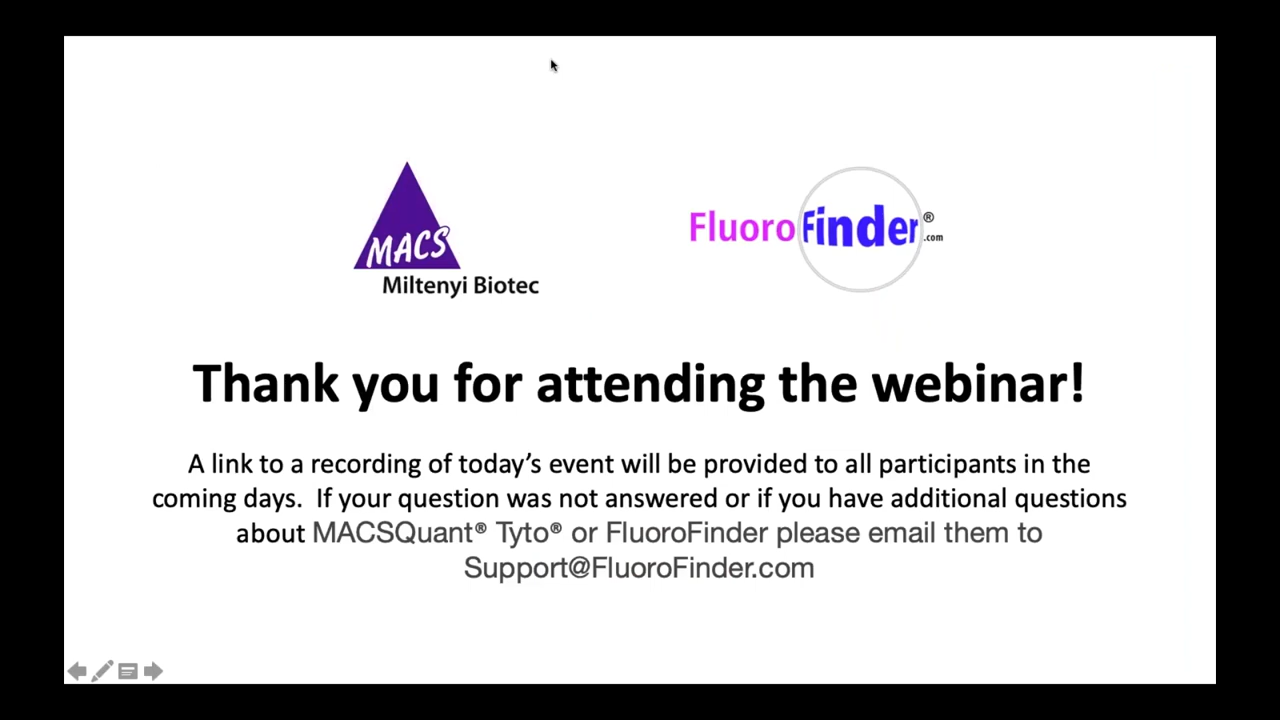 MACS
Miltenyi Biotec
FluoroFinder®.com
Thank you for attending the webinar!
A link to a recording of today’s event will be provided to all participants in the
coming days.  If your question was not answered or if you have additional questions
about MACSQuant® Tyto® or FluoroFinder please email them to
Support@FluoroFinder.com